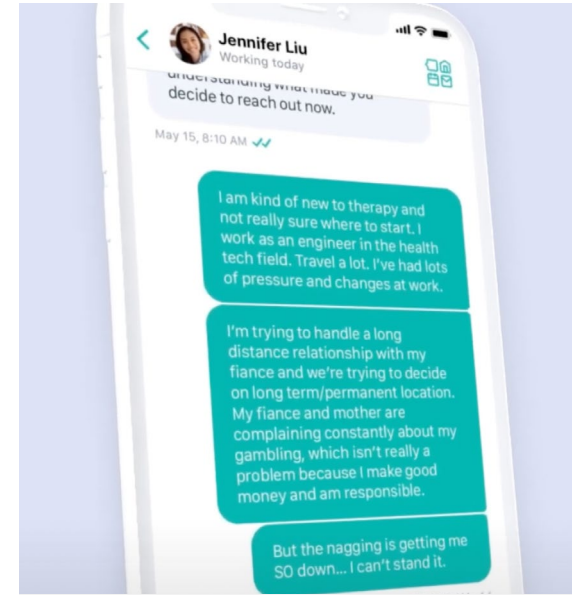 Jennifer Liu
Working today
understanding what made you
decide to reach out now.
May 15, 8:10 AM
I am kind of new to therapy and
not really sure where to start. I
work as an engineer in the health
tech field. Travel a lot. I've had lots
of pressure and changes at work.
I'm trying to handle a long
distance relationship with my
fiance and we're trying to decide
on long term/permanent location.
My fiance and mother are
complaining constantly about my
gambling, which isn't really a
problem because I make good
money and am responsible.
But the nagging is getting me
SO down... I can't stand it.